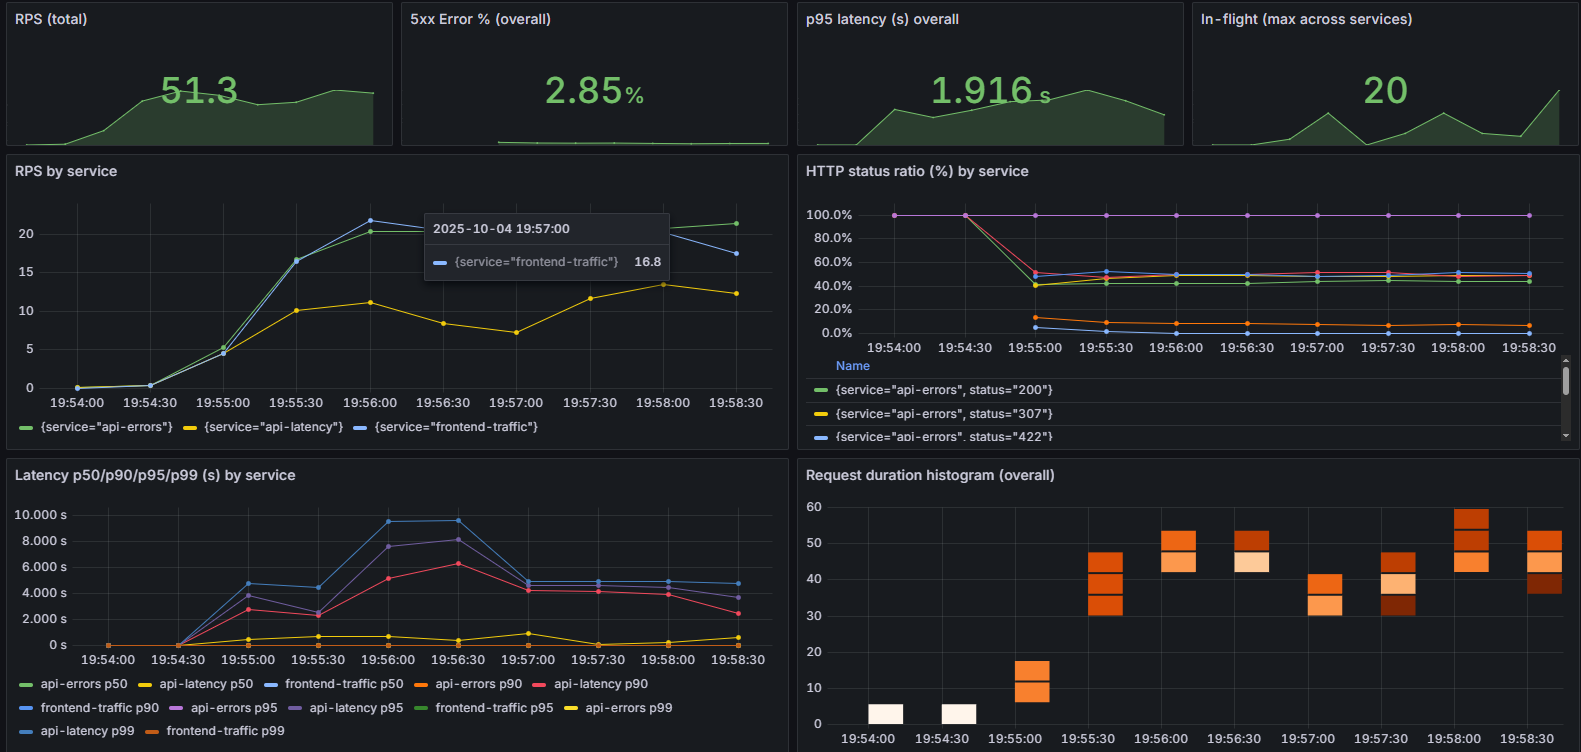 RPS (total)
51.3
5xx Error % (overall)
2.85%
p95 latency (s) overall
1.916 s
In-flight (max across services)
20
RPS by service
20
15
10
5
0
19:54:00 19:54:30 19:55:00 19:55:30 19:56:00 19:56:30 19:57:00 19:57:30 19:58:00 19:58:30
2025-10-04 19:57:00
{service="frontend-traffic"} 16.8
{service="api-errors"} {service="api-latency"} {service="frontend-traffic"}
HTTP status ratio (%) by service
100.0%
80.0%
60.0%
40.0%
20.0%
0.0%
19:54:00 19:54:30 19:55:00 19:55:30 19:56:00 19:56:30 19:57:00 19:57:30 19:58:00 19:58:30
Name
{service="api-errors", status="200"}
{service="api-errors", status="307"}
{service="api-errors", status="422"}
Latency p50/p90/p95/p99 (s) by service
10.000 s
8.000 s
6.000 s
4.000 s
2.000 s
0 s
19:54:00 19:54:30 19:55:00 19:55:30 19:56:00 19:56:30 19:57:00 19:57:30 19:58:00 19:58:30
api-errors p50 api-latency p50 frontend-traffic p50 api-errors p90 api-latency p90
frontend-traffic p90 api-errors p95 api-latency p95 frontend-traffic p95 api-errors p99
api-latency p99 frontend-traffic p99
Request duration histogram (overall)
60
50
40
30
20
10
0
19:54:00 19:54:30 19:55:00 19:55:30 19:56:00 19:56:30 19:57:00 19:57:30 19:58:00 19:58:30